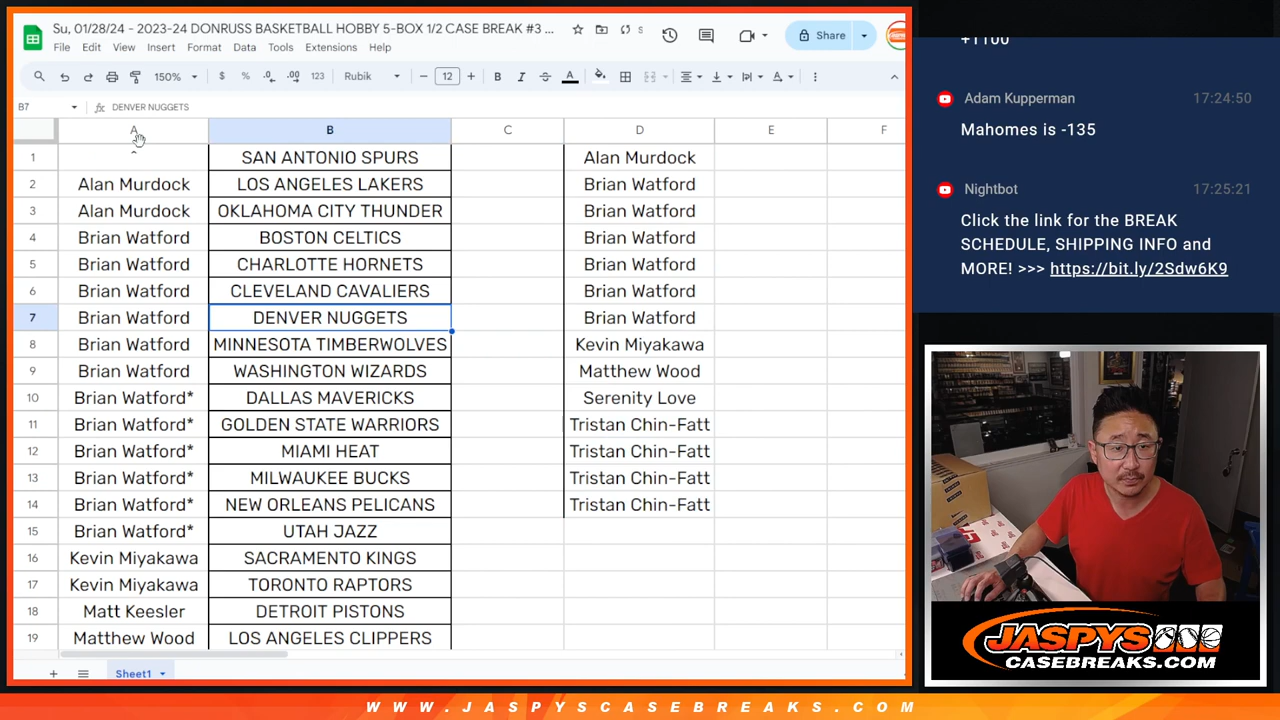 Su, 01/28/24 - 2023-24 DONRUSS BASKETBALL HOBBY 5-BOX 1/2 CASE BREAK #3 ...
File Edit View Insert Format Data Tools Extensions Help
Share
150% $ % .0 .00 123 Rubik 12 B I A
B7 fx DENVER NUGGETS
A B C D E F
1 ^ SAN ANTONIO SPURS Alan Murdock
2 Alan Murdock LOS ANGELES LAKERS Brian Watford
3 Alan Murdock OKLAHOMA CITY THUNDER Brian Watford
4 Brian Watford BOSTON CELTICS Brian Watford
5 Brian Watford CHARLOTTE HORNETS Brian Watford
6 Brian Watford CLEVELAND CAVALIERS Brian Watford
7 Brian Watford DENVER NUGGETS Brian Watford
8 Brian Watford MINNESOTA TIMBERWOLVES Kevin Miyakawa
9 Brian Watford WASHINGTON WIZARDS Matthew Wood
10 Brian Watford* DALLAS MAVERICKS Serenity Love
11 Brian Watford* GOLDEN STATE WARRIORS Tristan Chin-Fatt
12 Brian Watford* MIAMI HEAT Tristan Chin-Fatt
13 Brian Watford* MILWAUKEE BUCKS Tristan Chin-Fatt
14 Brian Watford* NEW ORLEANS PELICANS Tristan Chin-Fatt
15 Brian Watford* UTAH JAZZ
16 Kevin Miyakawa SACRAMENTO KINGS
17 Kevin Miyakawa TORONTO RAPTORS
18 Matt Keesler DETROIT PISTONS
19 Matthew Wood LOS ANGELES CLIPPERS
Sheet1
+1100
Adam Kupperman 17:24:50
Mahomes is -135
Nightbot 17:25:21
Click the link for the BREAK
SCHEDULE, SHIPPING INFO and
MORE! >>> https://bit.ly/2Sdw6K9
JASPYS
CASEBREAKS.COM
WWW.JASPYSCASEBREAKS.COM